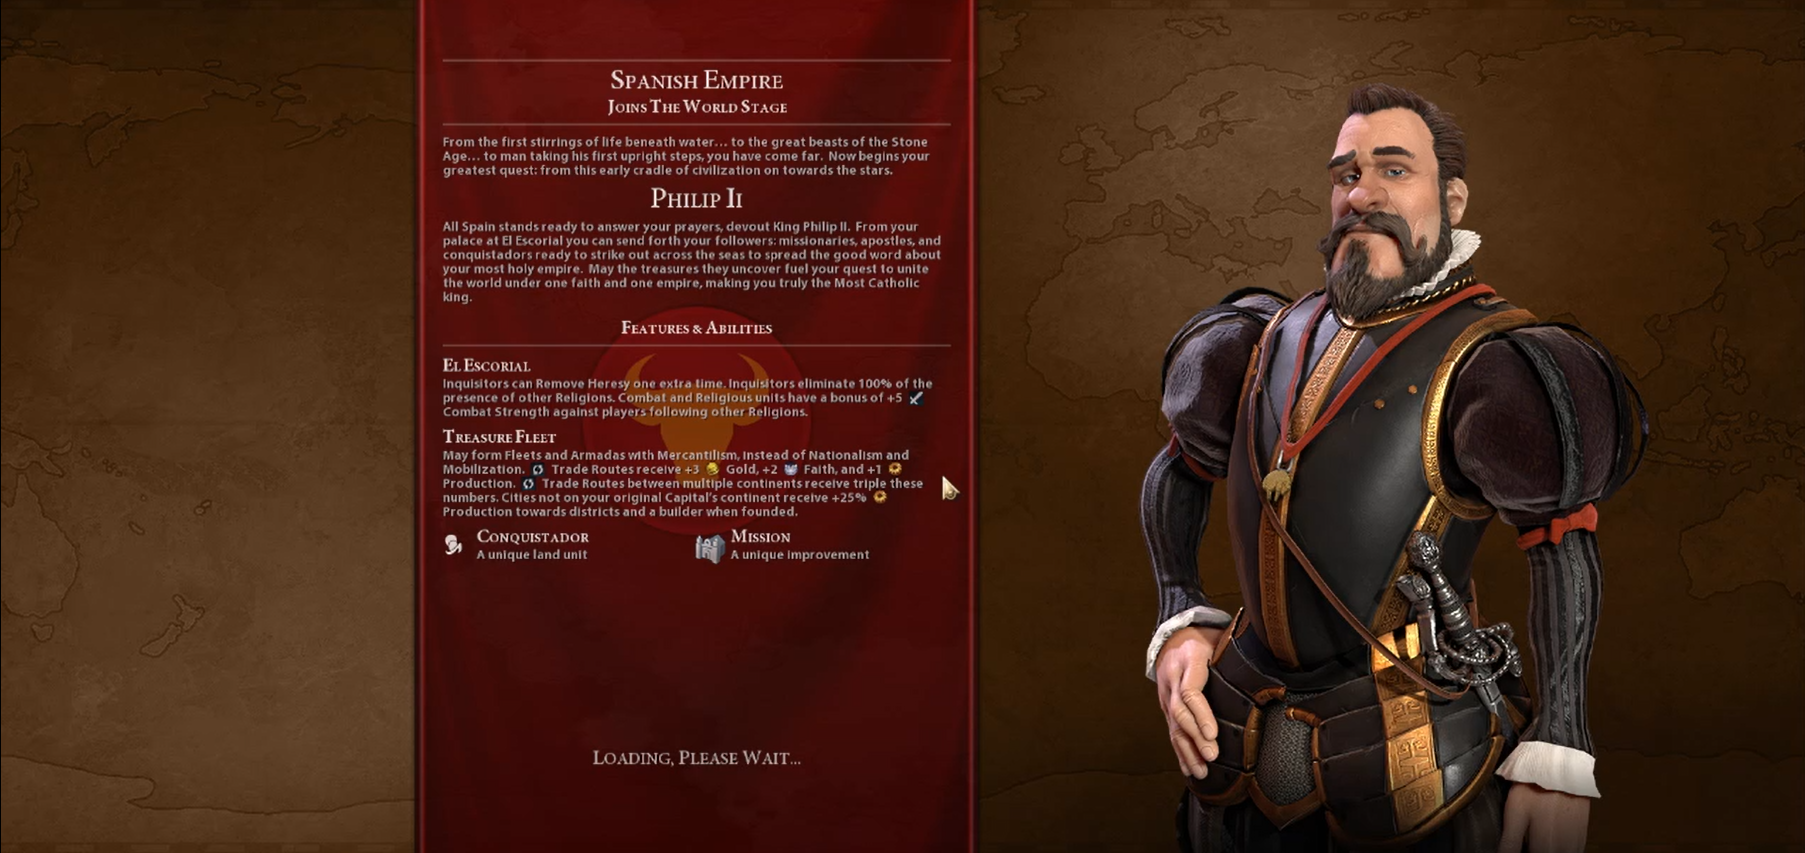 Spanish Empire
Joins The World Stage
From the first stirrings of life beneath water... to the great beasts of the Stone
Age... to man taking his first upright steps, you have come far. Now begins your
greatest quest: from this early cradle of civilization on towards the stars.
Philip II
All Spain stands ready to answer your prayers, devout King Philip II. From your
palace at El Escorial you can send forth your followers: missionaries, apostles, and
conquistadors ready to strike out across the seas to spread the good word about
your most holy empire. May the treasures they uncover fuel your quest to unite
the world under one faith and one empire, making you truly the Most Catholic
king.
Features & Abilities
El Escorial
Inquisitors can Remove Heresy one extra time. Inquisitors eliminate 100% of the
presence of other Religions. Combat and Religious units have a bonus of +5
Combat Strength against players following other Religions.
Treasure Fleet
May form Fleets and Armadas with Mercantilism, instead of Nationalism and
Mobilization. Trade Routes receive +3 Gold, +2 Faith, and +1
Production. Trade Routes between multiple continents receive triple these
numbers. Cities not on your original Capital's continent receive +25%
Production towards districts and a builder when founded.
Conquistador
A unique land unit
Mission
A unique improvement
Loading, Please Wait...